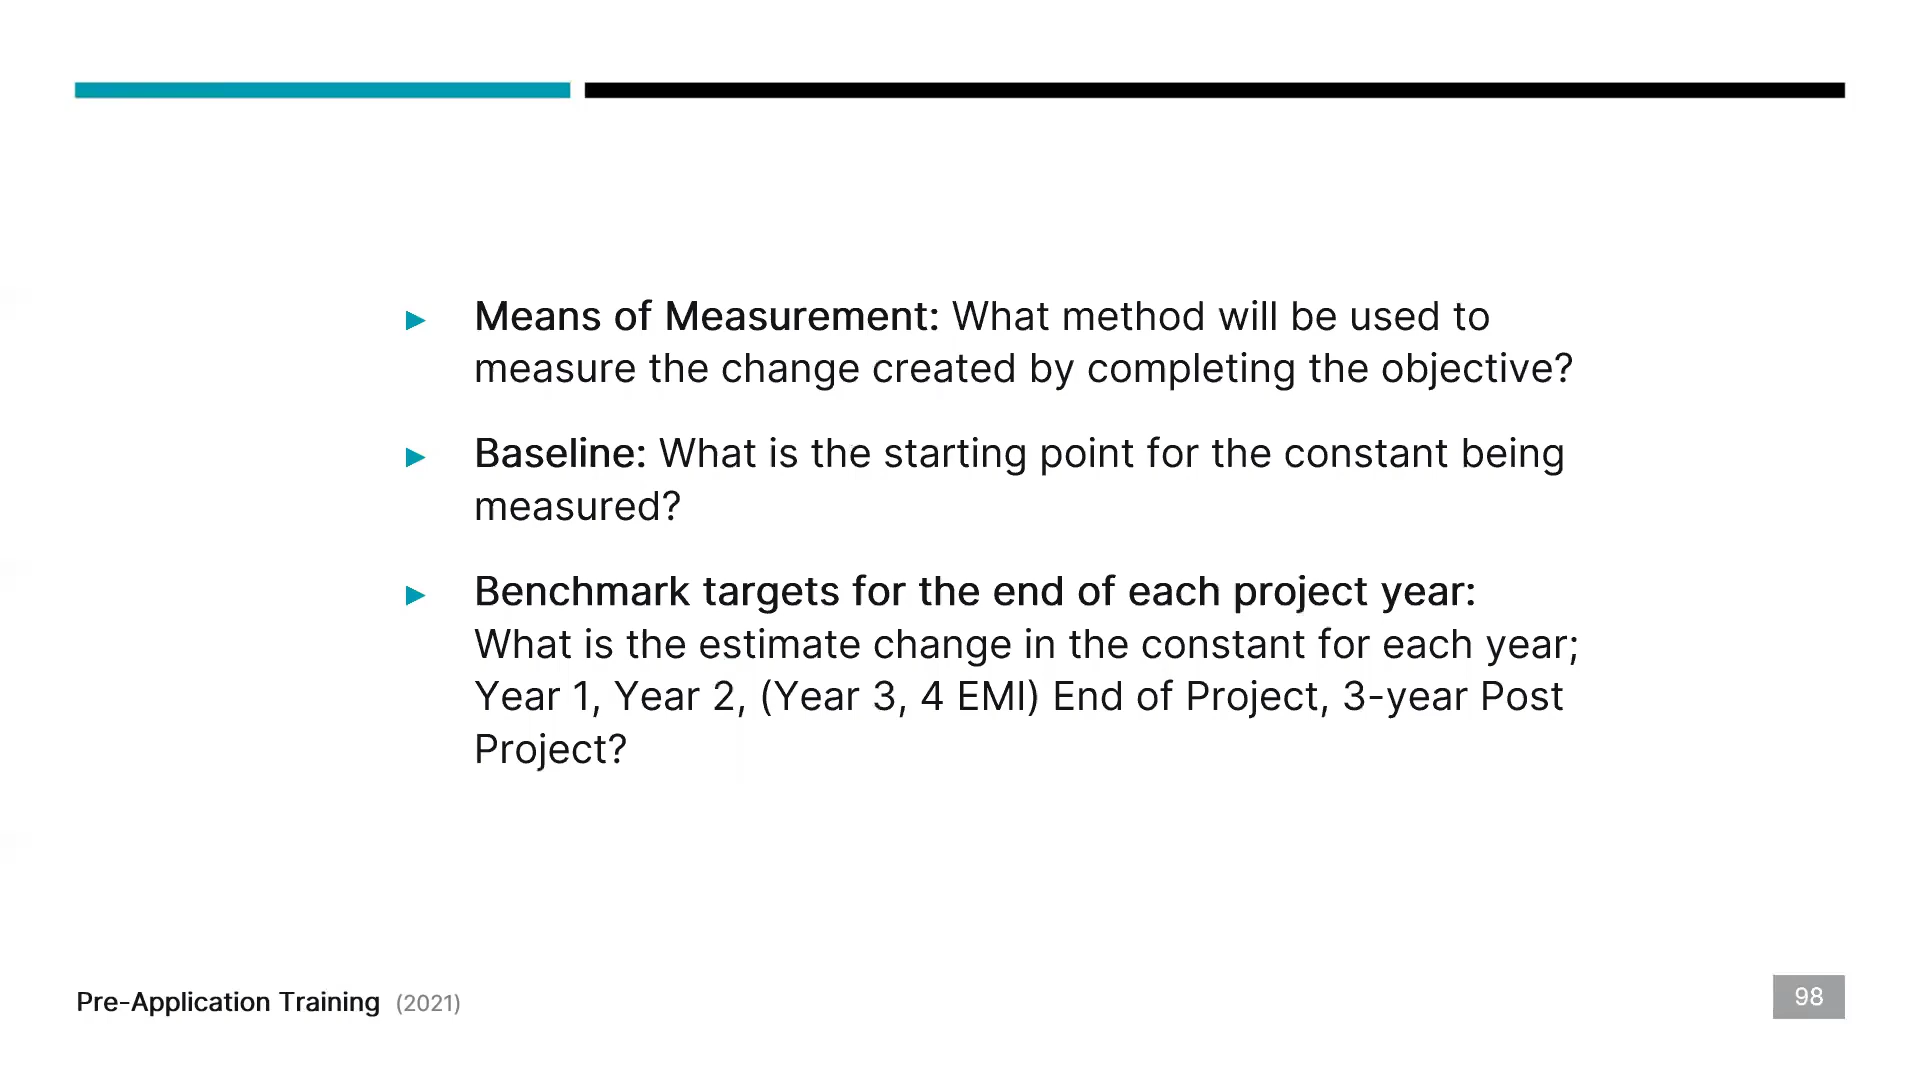 ► Means of Measurement: What method will be used to
measure the change created by completing the objective?
► Baseline: What is the starting point for the constant being
measured?
► Benchmark targets for the end of each project year:
What is the estimate change in the constant for each year;
Year 1, Year 2, (Year 3, 4 EMI) End of Project, 3-year Post
Project?
Pre-Application Training (2021)
98